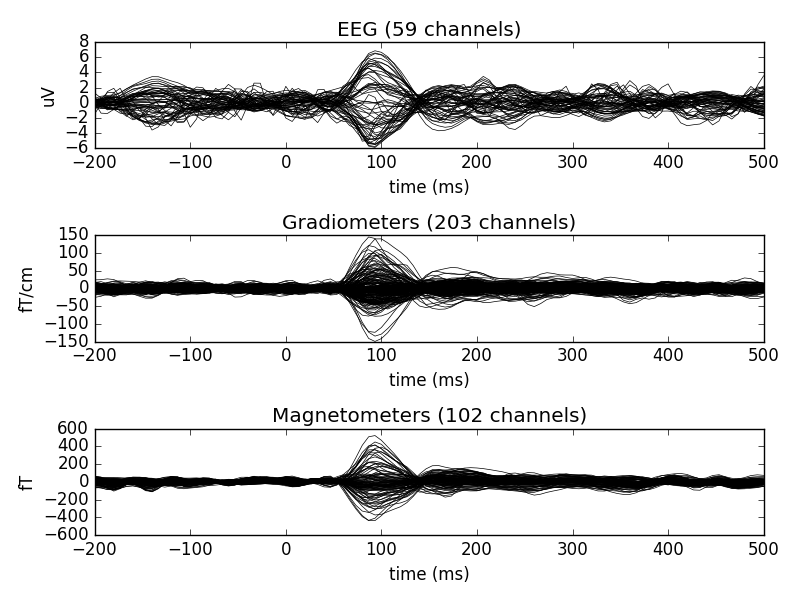 EEG (59 channels)
8
6
4
2
0
−2
−4
−6
uV
−200 −100 0 100 200 300 400 500
time (ms)
Gradiometers (203 channels)
150
100
50
0
−50
−100
−150
fT/cm
−200 −100 0 100 200 300 400 500
time (ms)
Magnetometers (102 channels)
600
400
200
0
−200
−400
−600
fT
−200 −100 0 100 200 300 400 500
time (ms)